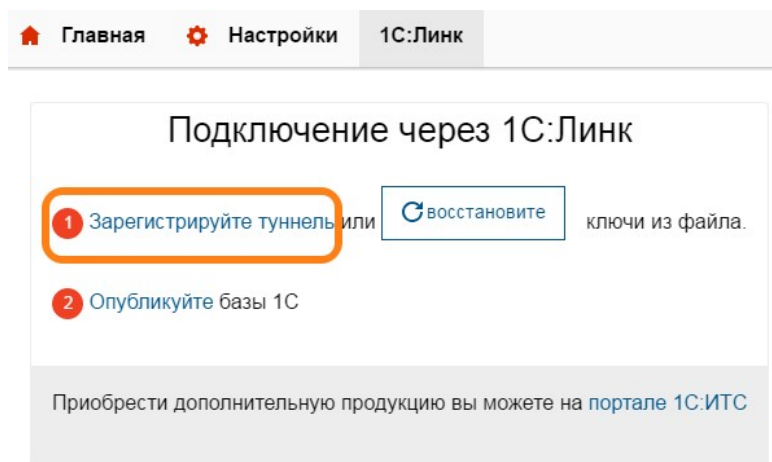 Главная Настройки 1С:Линк
Подключение через 1С:Линк
1 Зарегистрируйте туннель или восстановите ключи из файла.
2 Опубликуйте базы 1С
Приобрести дополнительную продукцию вы можете на портале 1С:ИТС